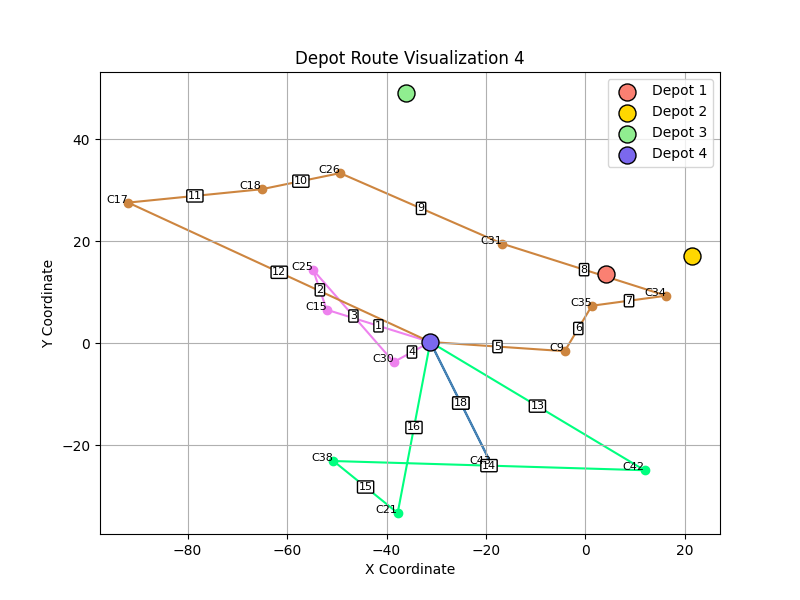 Depot Route Visualization 4
Depot 1
Depot 2
Depot 3
Depot 4
40
20
0
−20
Y Coordinate
−80
−60
−40
−20
0
20
X Coordinate
C17
11
C18
10
C26
9
C31
8
C34
7
C35
6
C9
5
12
C25
2
C15
3
1
C30
4
18
13
16
C38
C43
14
C42
15
C21